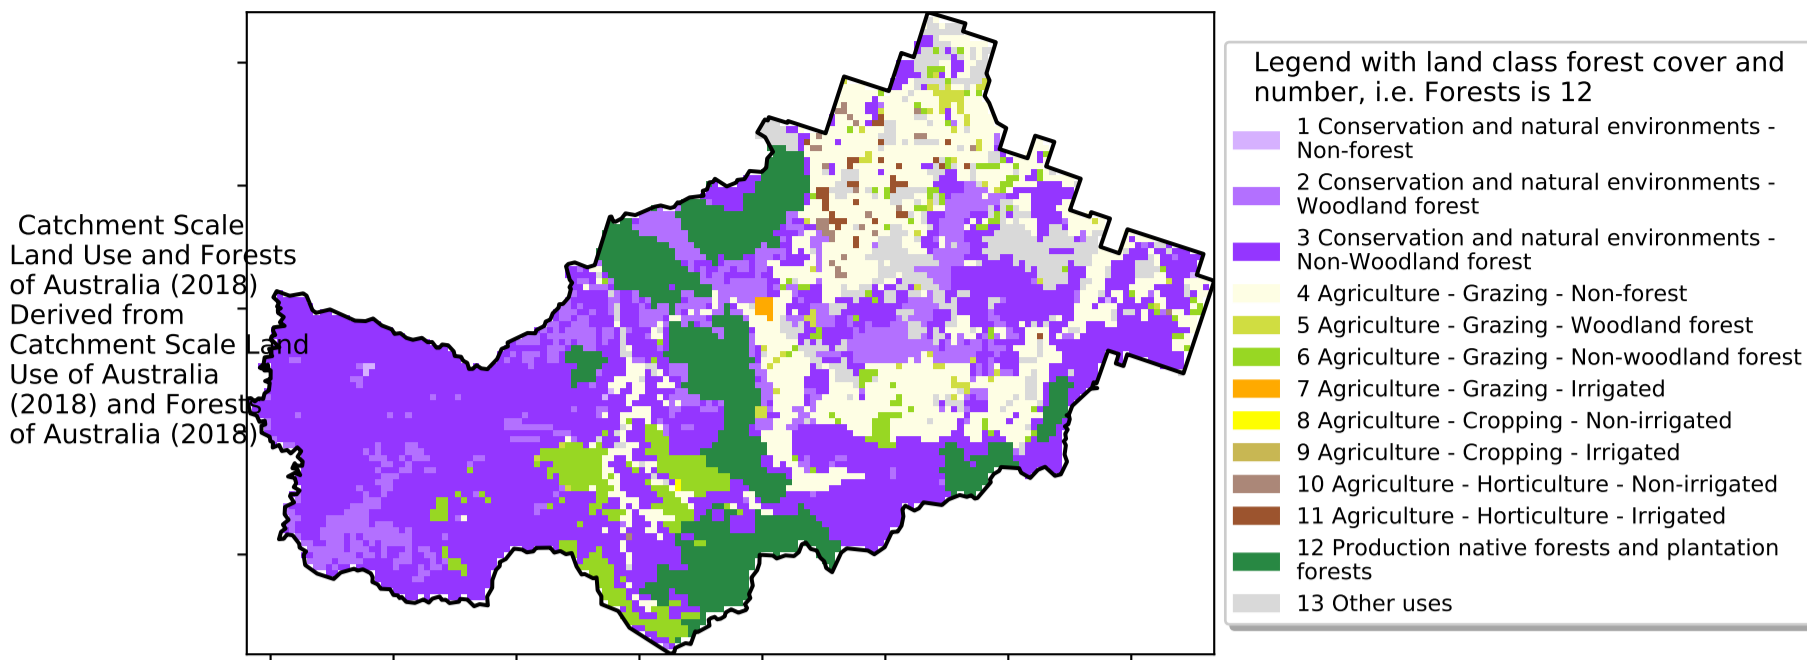 Catchment Scale
Land Use and Forests
of Australia (2018)
Derived from
Catchment Scale Land
Use of Australia
(2018) and Forests
of Australia (2018)
Legend with land class forest cover and
number, i.e. Forests is 12
1 Conservation and natural environments -
Non-forest
2 Conservation and natural environments -
Woodland forest
3 Conservation and natural environments -
Non-Woodland forest
4 Agriculture - Grazing - Non-forest
5 Agriculture - Grazing - Woodland forest
6 Agriculture - Grazing - Non-woodland forest
7 Agriculture - Grazing - Irrigated
8 Agriculture - Cropping - Non-irrigated
9 Agriculture - Cropping - Irrigated
10 Agriculture - Horticulture - Non-irrigated
11 Agriculture - Horticulture - Irrigated
12 Production native forests and plantation
forests
13 Other uses